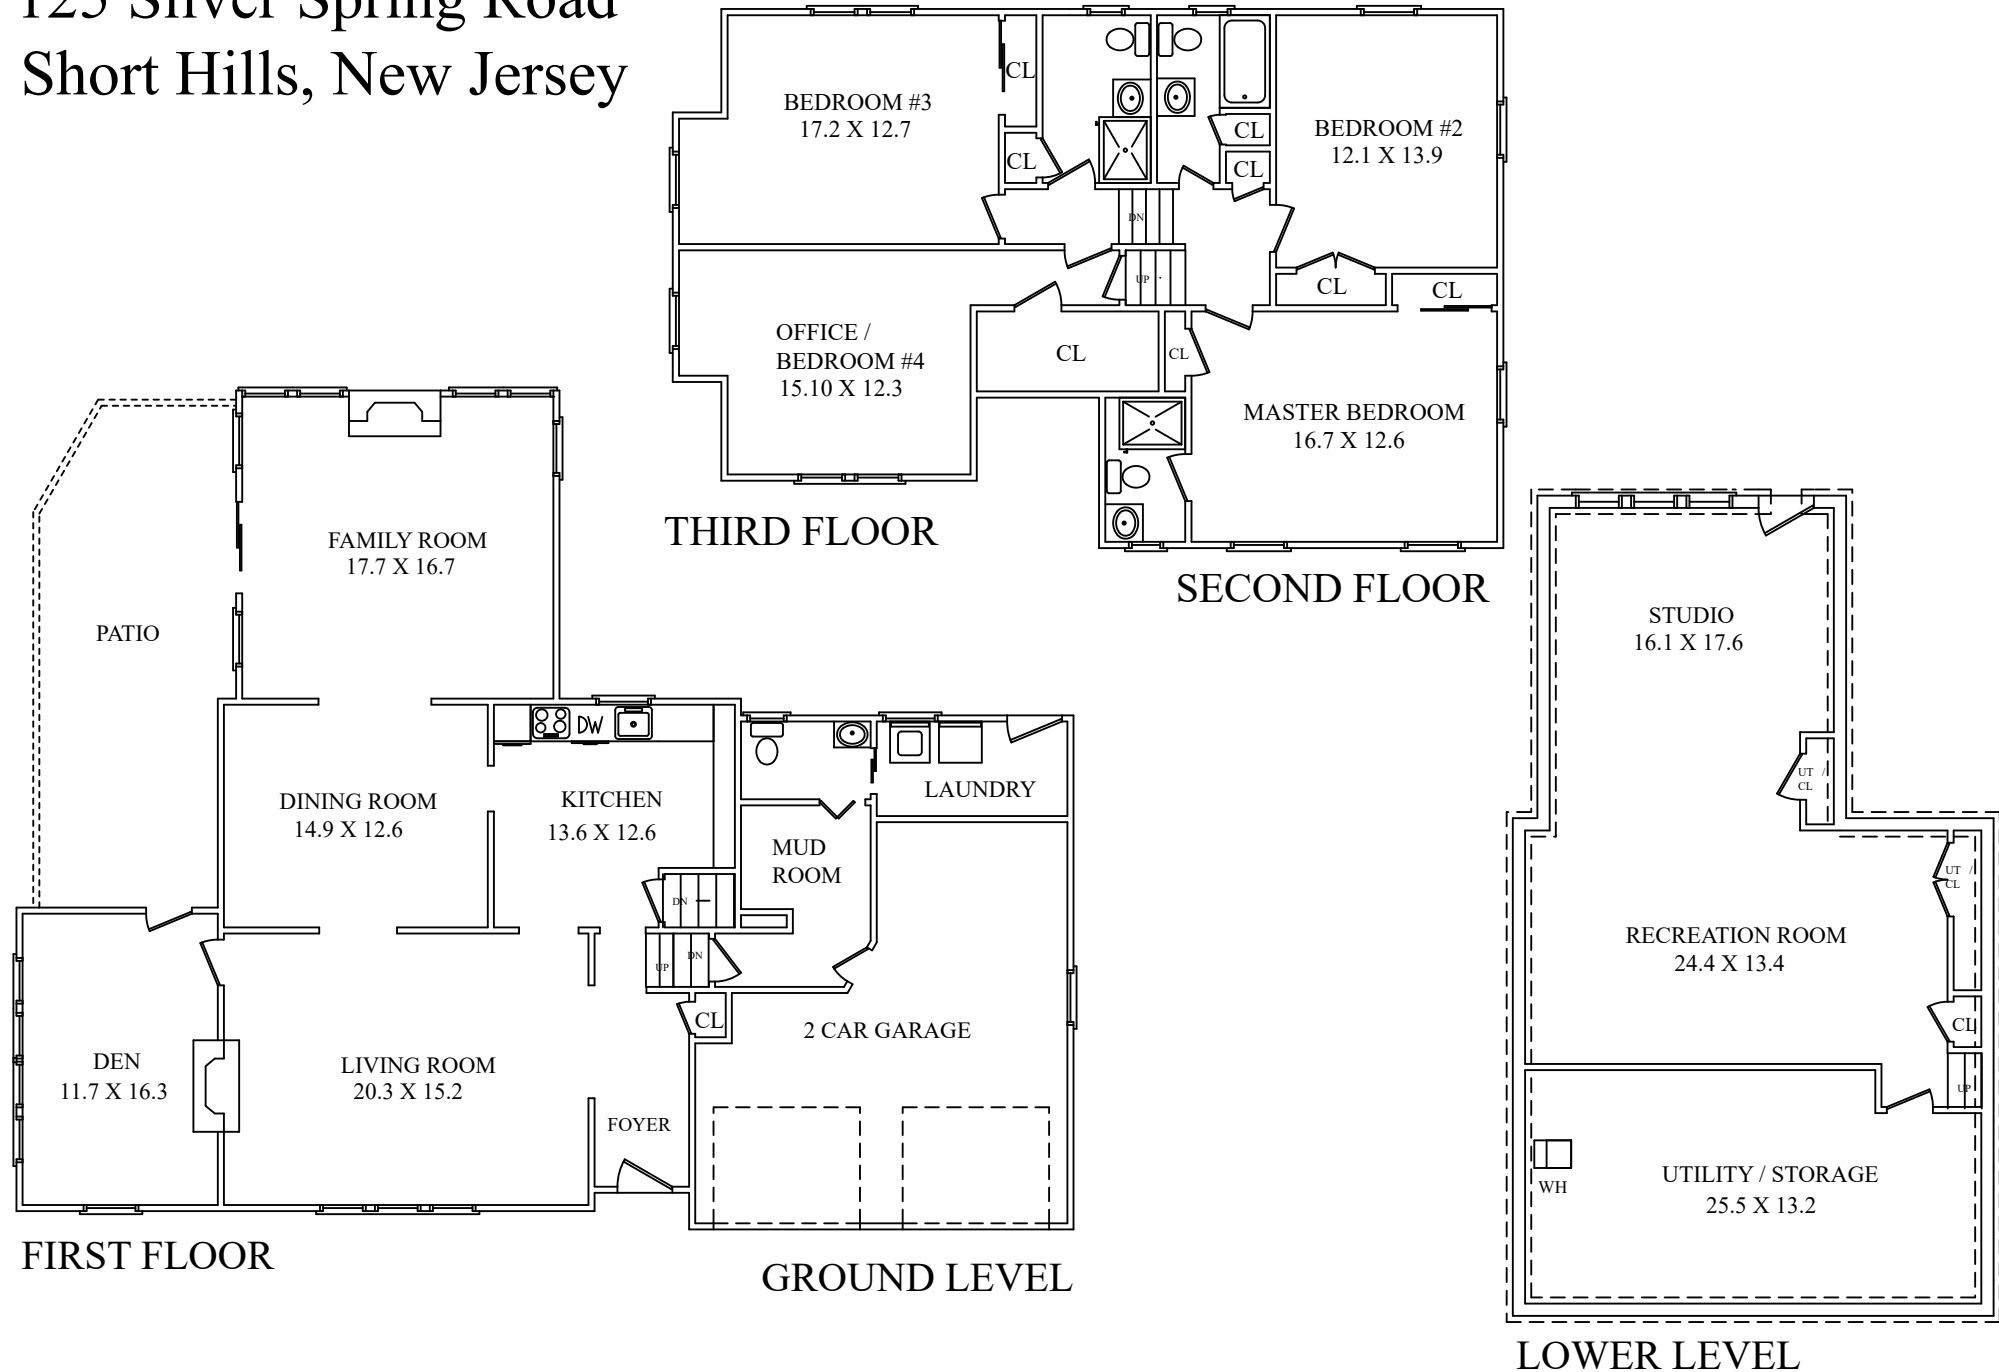 125 Silver Spring Road
Short Hills, New Jersey
BEDROOM #3
17.2 X 12.7
CL
CL
CL
CL
BEDROOM #2
12.1 X 13.9
DN
UP
CL
CL
OFFICE /
BEDROOM #4
15.10 X 12.3
CL
CL
MASTER BEDROOM
16.7 X 12.6
THIRD FLOOR
SECOND FLOOR
FAMILY ROOM
17.7 X 16.7
PATIO
DINING ROOM
14.9 X 12.6
DW
KITCHEN
13.6 X 12.6
LAUNDRY
MUD
ROOM
DN
UP
DN
CL
2 CAR GARAGE
DEN
11.7 X 16.3
LIVING ROOM
20.3 X 15.2
FOYER
FIRST FLOOR
GROUND LEVEL
STUDIO
16.1 X 17.6
UT /
CL
UT /
CL
RECREATION ROOM
24.4 X 13.4
CL
UP
WH
UTILITY / STORAGE
25.5 X 13.2
LOWER LEVEL